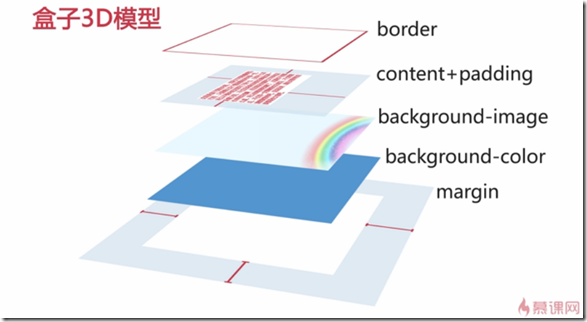 盒子3D模型
border
content+padding
background-image
background-color
margin
慕课网